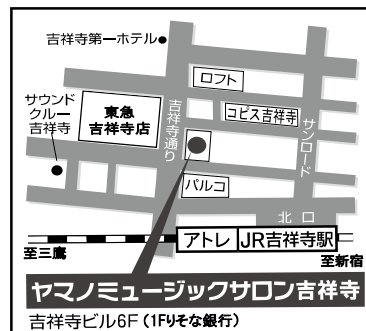 吉祥寺第一ホテル
ロフト
サウンド
クルー
吉祥寺
東急
吉祥寺店
吉祥寺通り
コピス吉祥寺
サンロード
パルコ
北口
アトレ
JR吉祥寺駅
至三鷹
至新宿
ヤマノミュージックサロン吉祥寺
吉祥寺ビル6F (1Fりそな銀行)